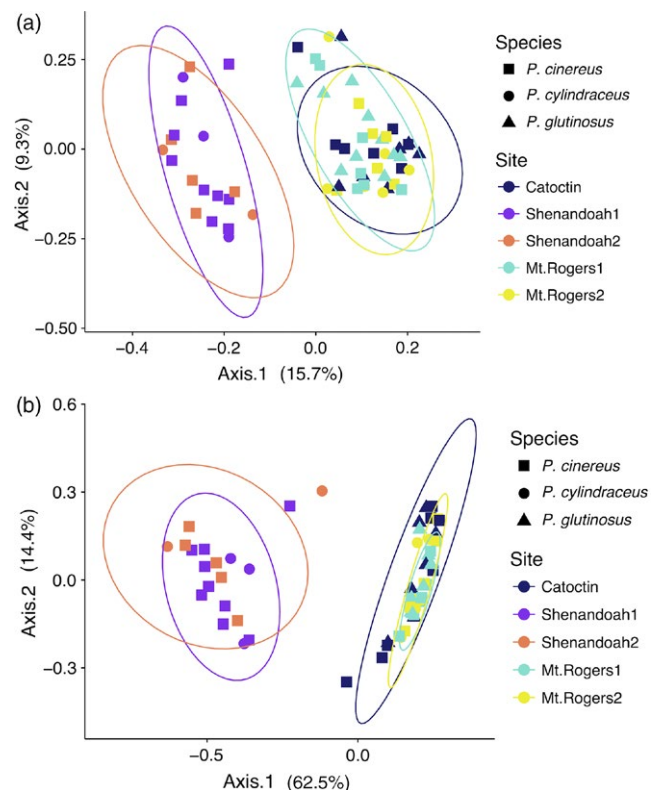 (a)
0.25
0.00
−0.25
−0.50
Axis.2 (9.3%)
−0.4
−0.2
0.0
0.2
Axis.1 (15.7%)
Species
P. cinereus
P. cylindraceus
P. glutinosus
Site
Catoctin
Shenandoah1
Shenandoah2
Mt.Rogers1
Mt.Rogers2
(b)
0.6
0.3
0.0
−0.3
Axis.2 (14.4%)
−0.5
0.0
Axis.1 (62.5%)
Species
P. cinereus
P. cylindraceus
P. glutinosus
Site
Catoctin
Shenandoah1
Shenandoah2
Mt.Rogers1
Mt.Rogers2